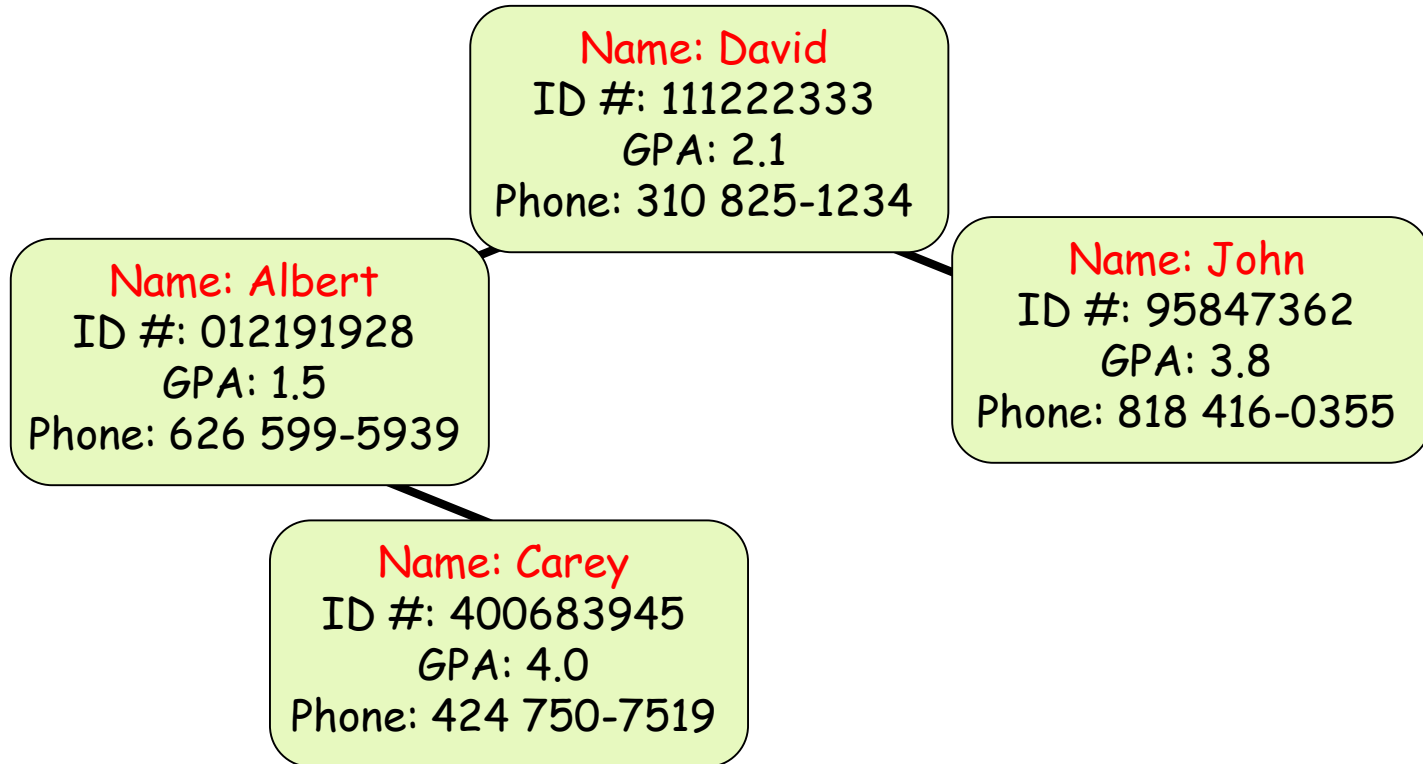 Name: David
ID #: 111222333
GPA: 2.1
Phone: 310 825-1234
Name: Albert
ID #: 012191928
GPA: 1.5
Phone: 626 599-5939
Name: John
ID #: 95847362
GPA: 3.8
Phone: 818 416-0355
Name: Carey
ID #: 400683945
GPA: 4.0
Phone: 424 750-7519